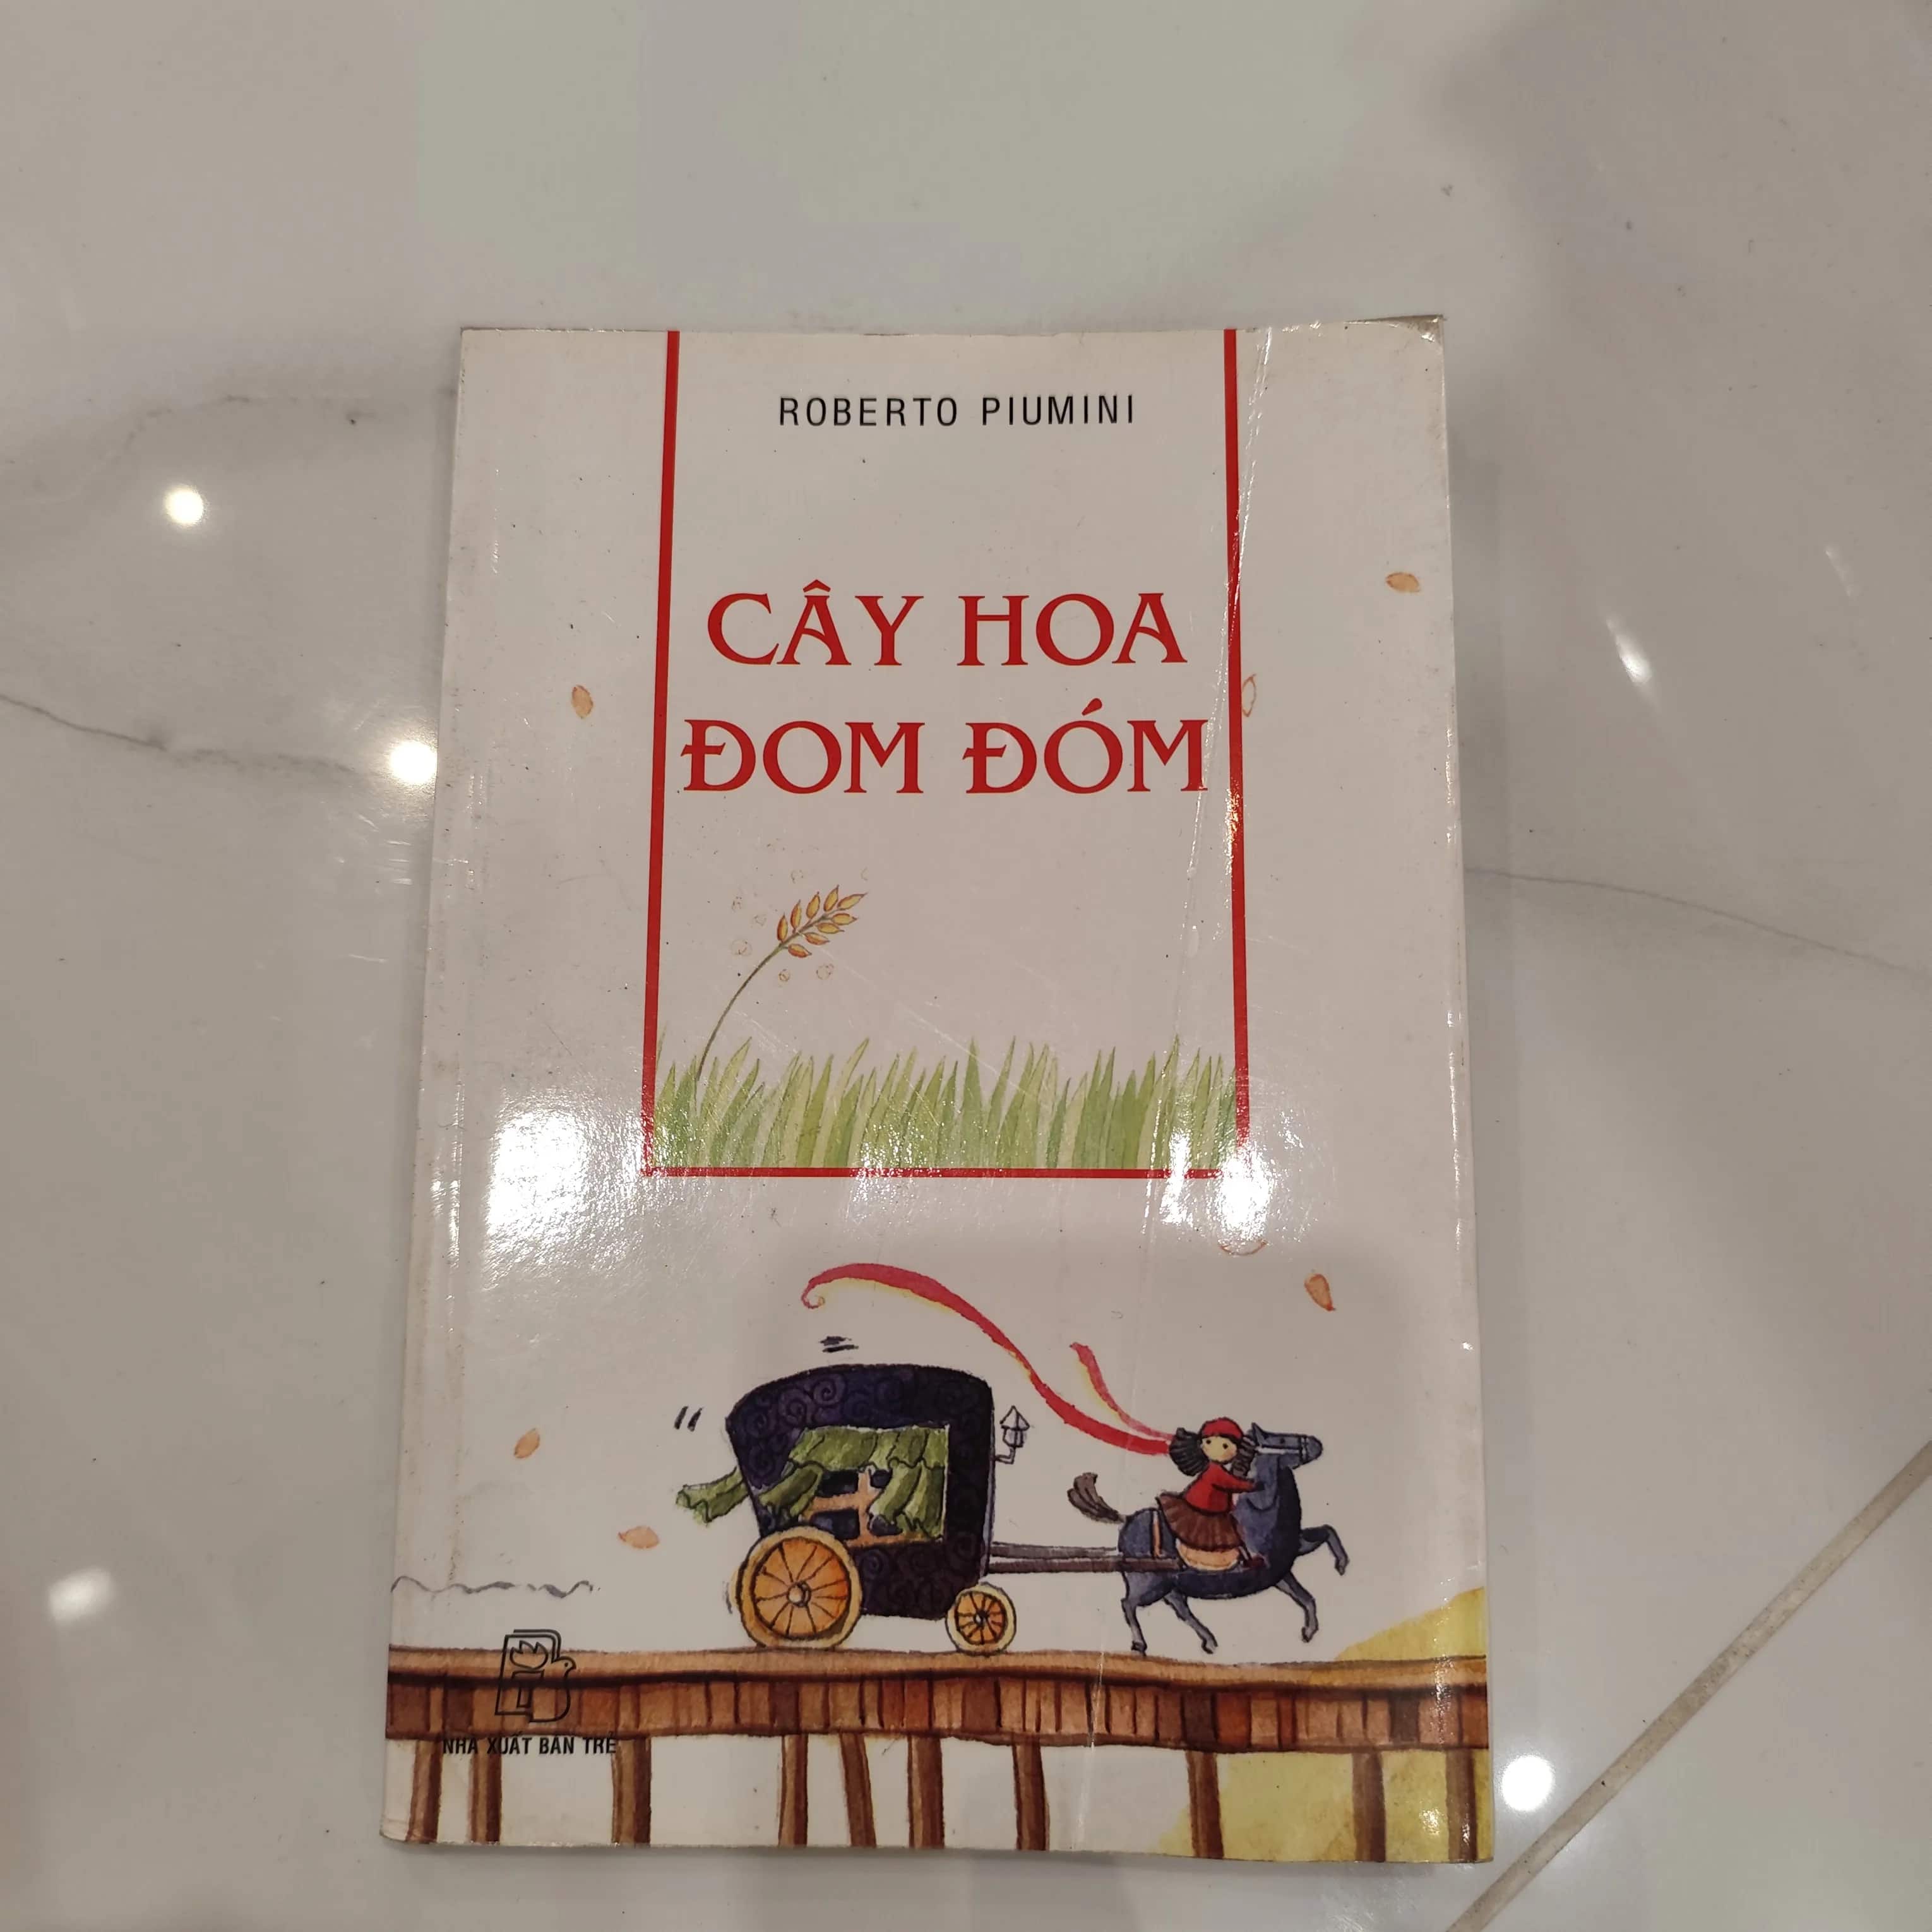 ROBERTO PIUMINI
CÂY HOA
ĐOM ĐÓM
NHÀ XUẤT BẢN TRẺ